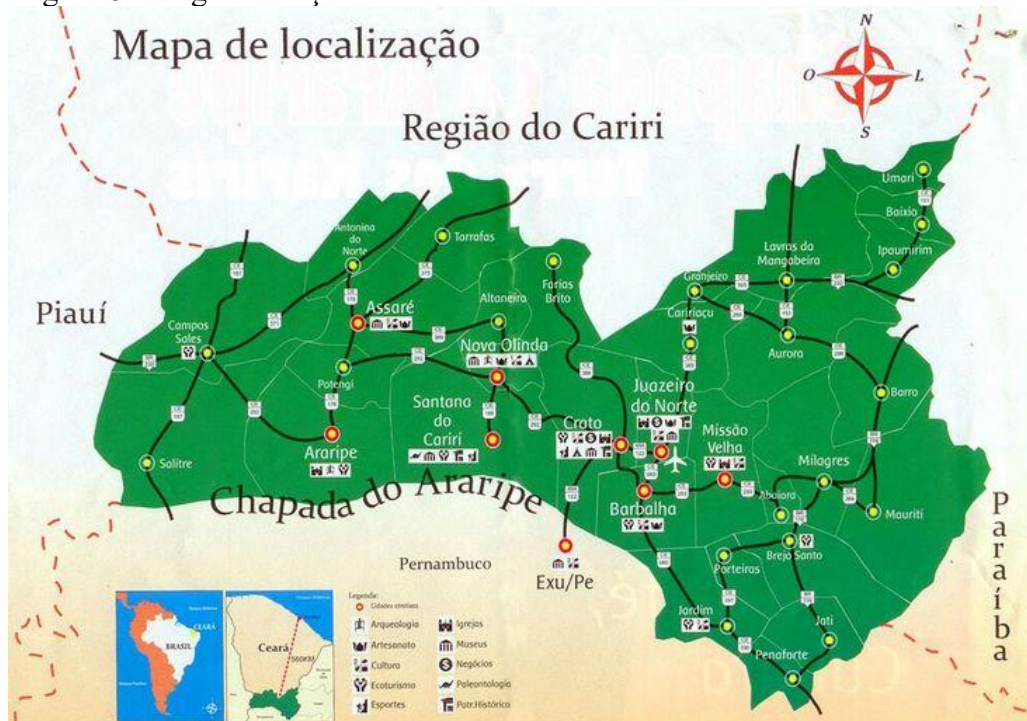 Mapa de localização
N
O
L
S
Região do Cariri
Umari
Baixio
Ipaumirim
Lavras da
Mangabeira
Granjeiro
Caririaçu
Aurora
Barro
Antonina
do
Norte
Tarrafas
Farias
Brito
Piauí
Assaré
Altaneira
Campos
Sales
Nova Olinda
Potengi
Santana
do
Cariri
Crato
Juazeiro
do Norte
Missão
Velha
Araripe
Salitre
Milagres
Abaiara
Mauriti
Barbalha
Chapada do Araripe
Brejo Santo
Porteiras
Paraíba
Pernambuco
Exu/Pe
Jardim
Jati
Penaforte
Legenda:
Cidades atrativas
Arqueologia
Artesanato
Cultura
Ecoturismo
Esportes
Igrejas
Museus
Negócios
Paleontologia
Patr.Histórico
CEARÁ
BRASIL
Ceará
560KM